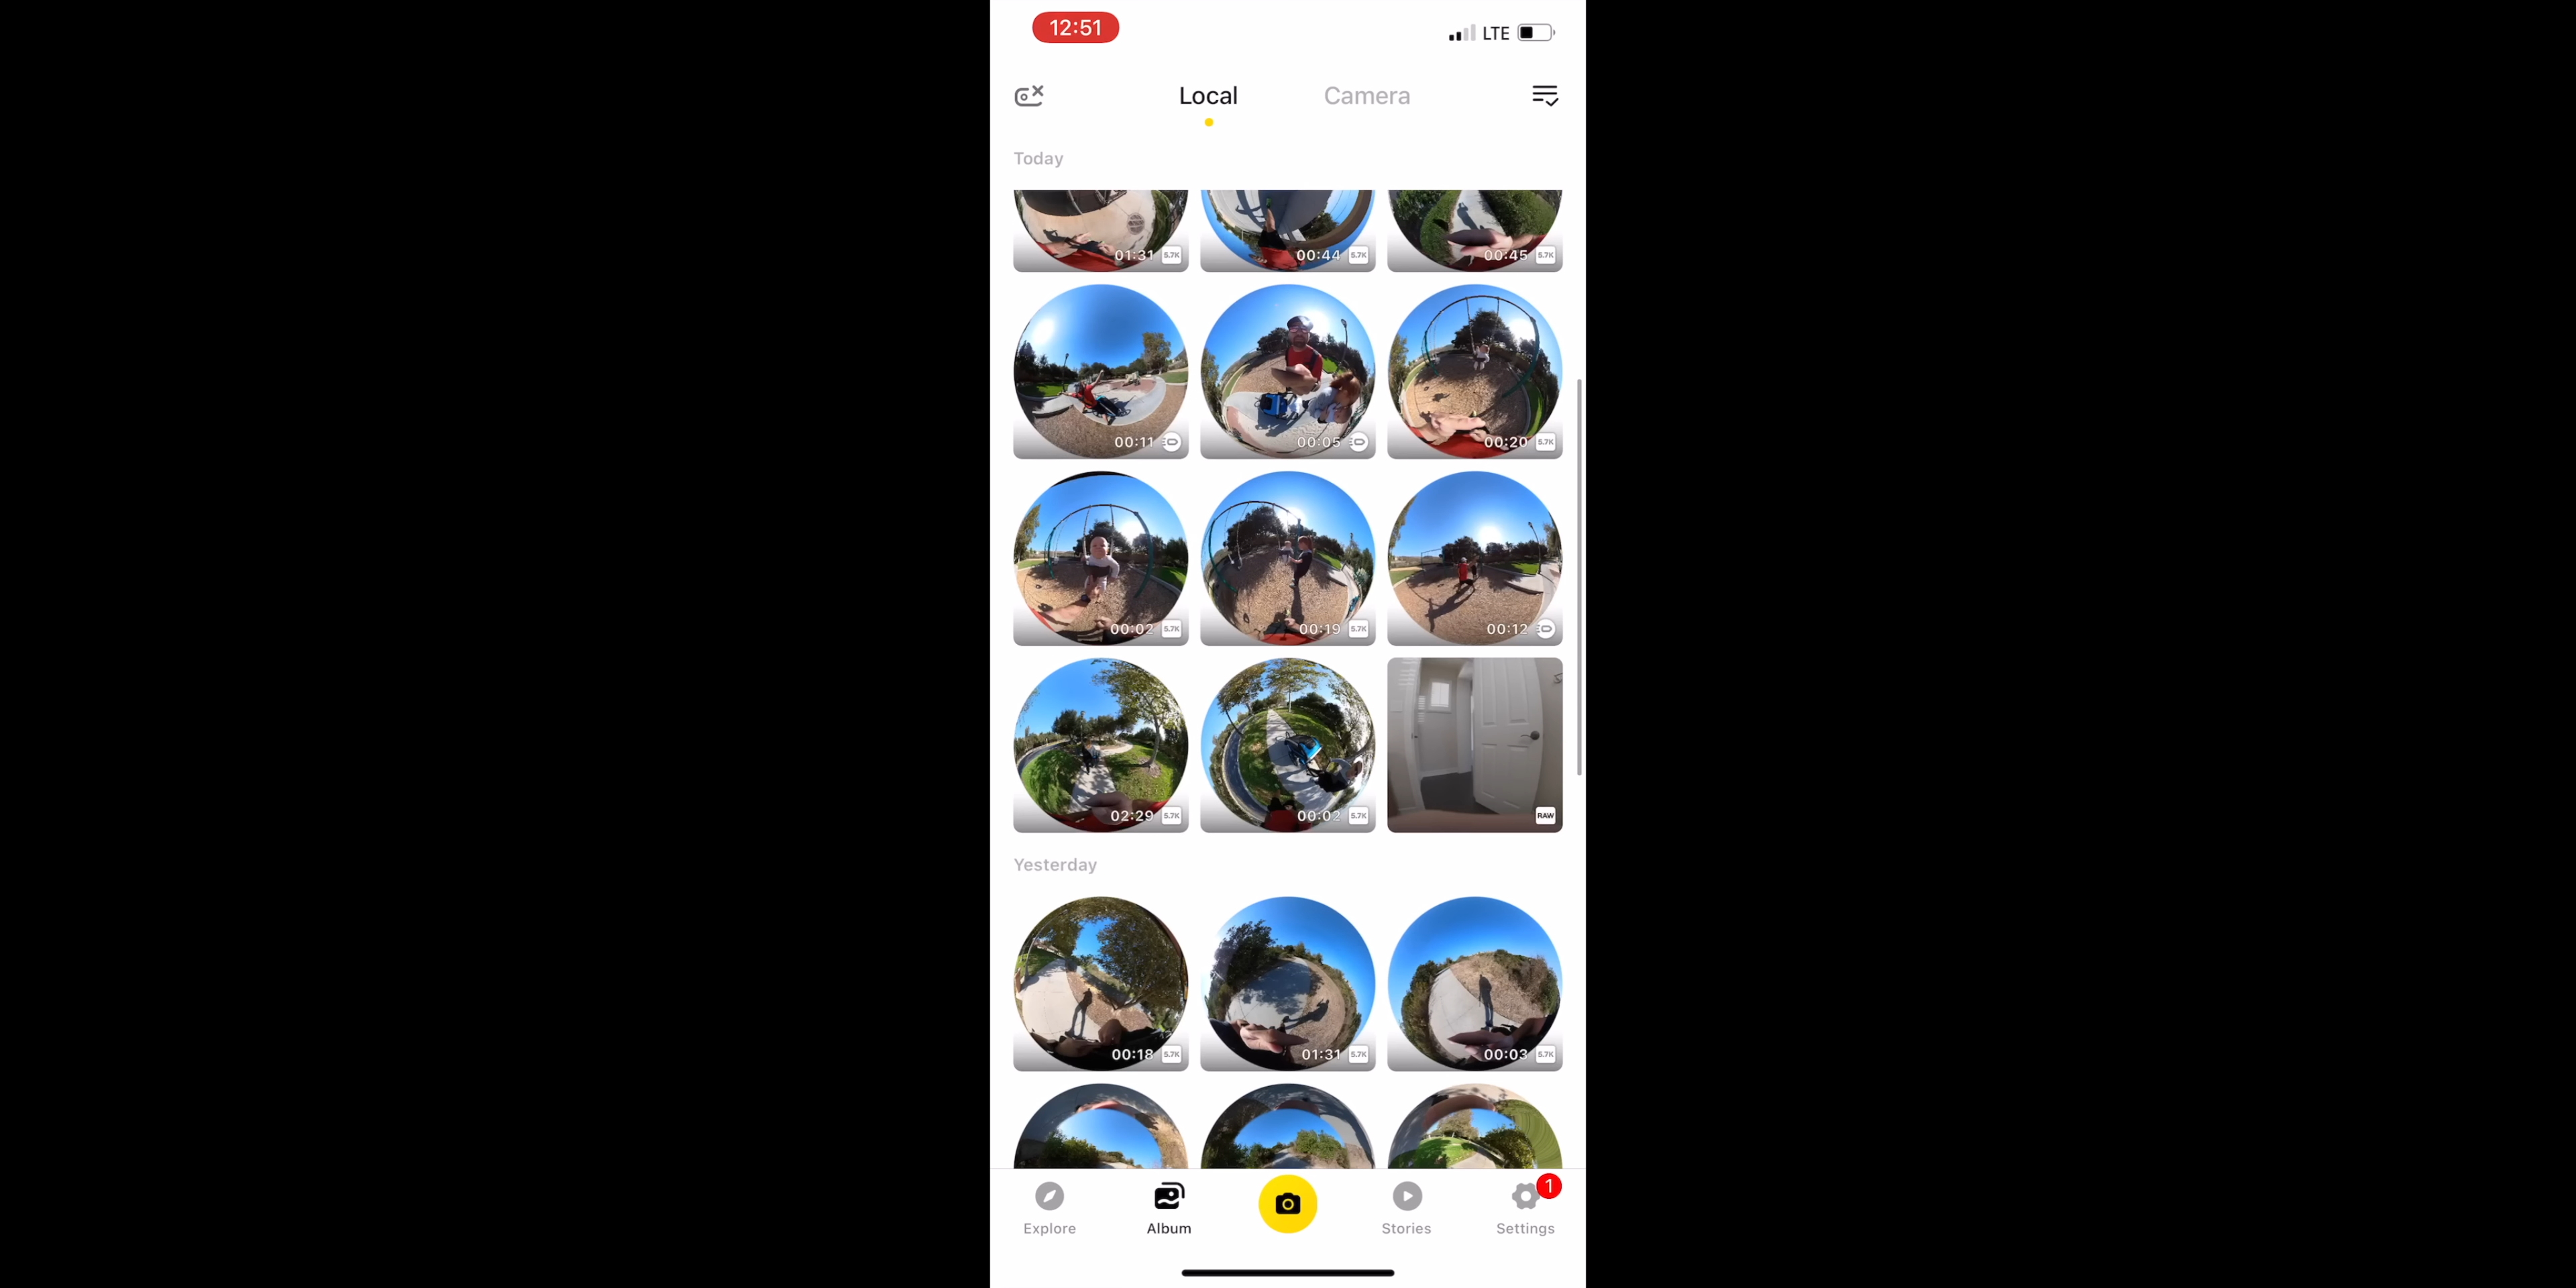 12:51 LTE
Local Camera
Today
01:31 5.7K 00:44 5.7K 00:45 5.7K
00:11 00:05 00:20 5.7K
00:02 5.7K 00:19 5.7K 00:12
02:29 5.7K 00:02 5.7K RAW
Yesterday
00:18 5.7K 01:31 5.7K 00:03 5.7K
1
Explore Album Stories Settings